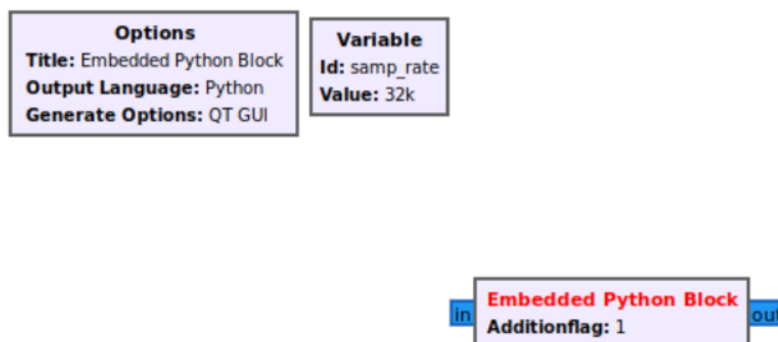 Options
Title: Embedded Python Block
Output Language: Python
Generate Options: QT GUI
Variable
Id: samp_rate
Value: 32k
Embedded Python Block
in
out
Additionflag: 1